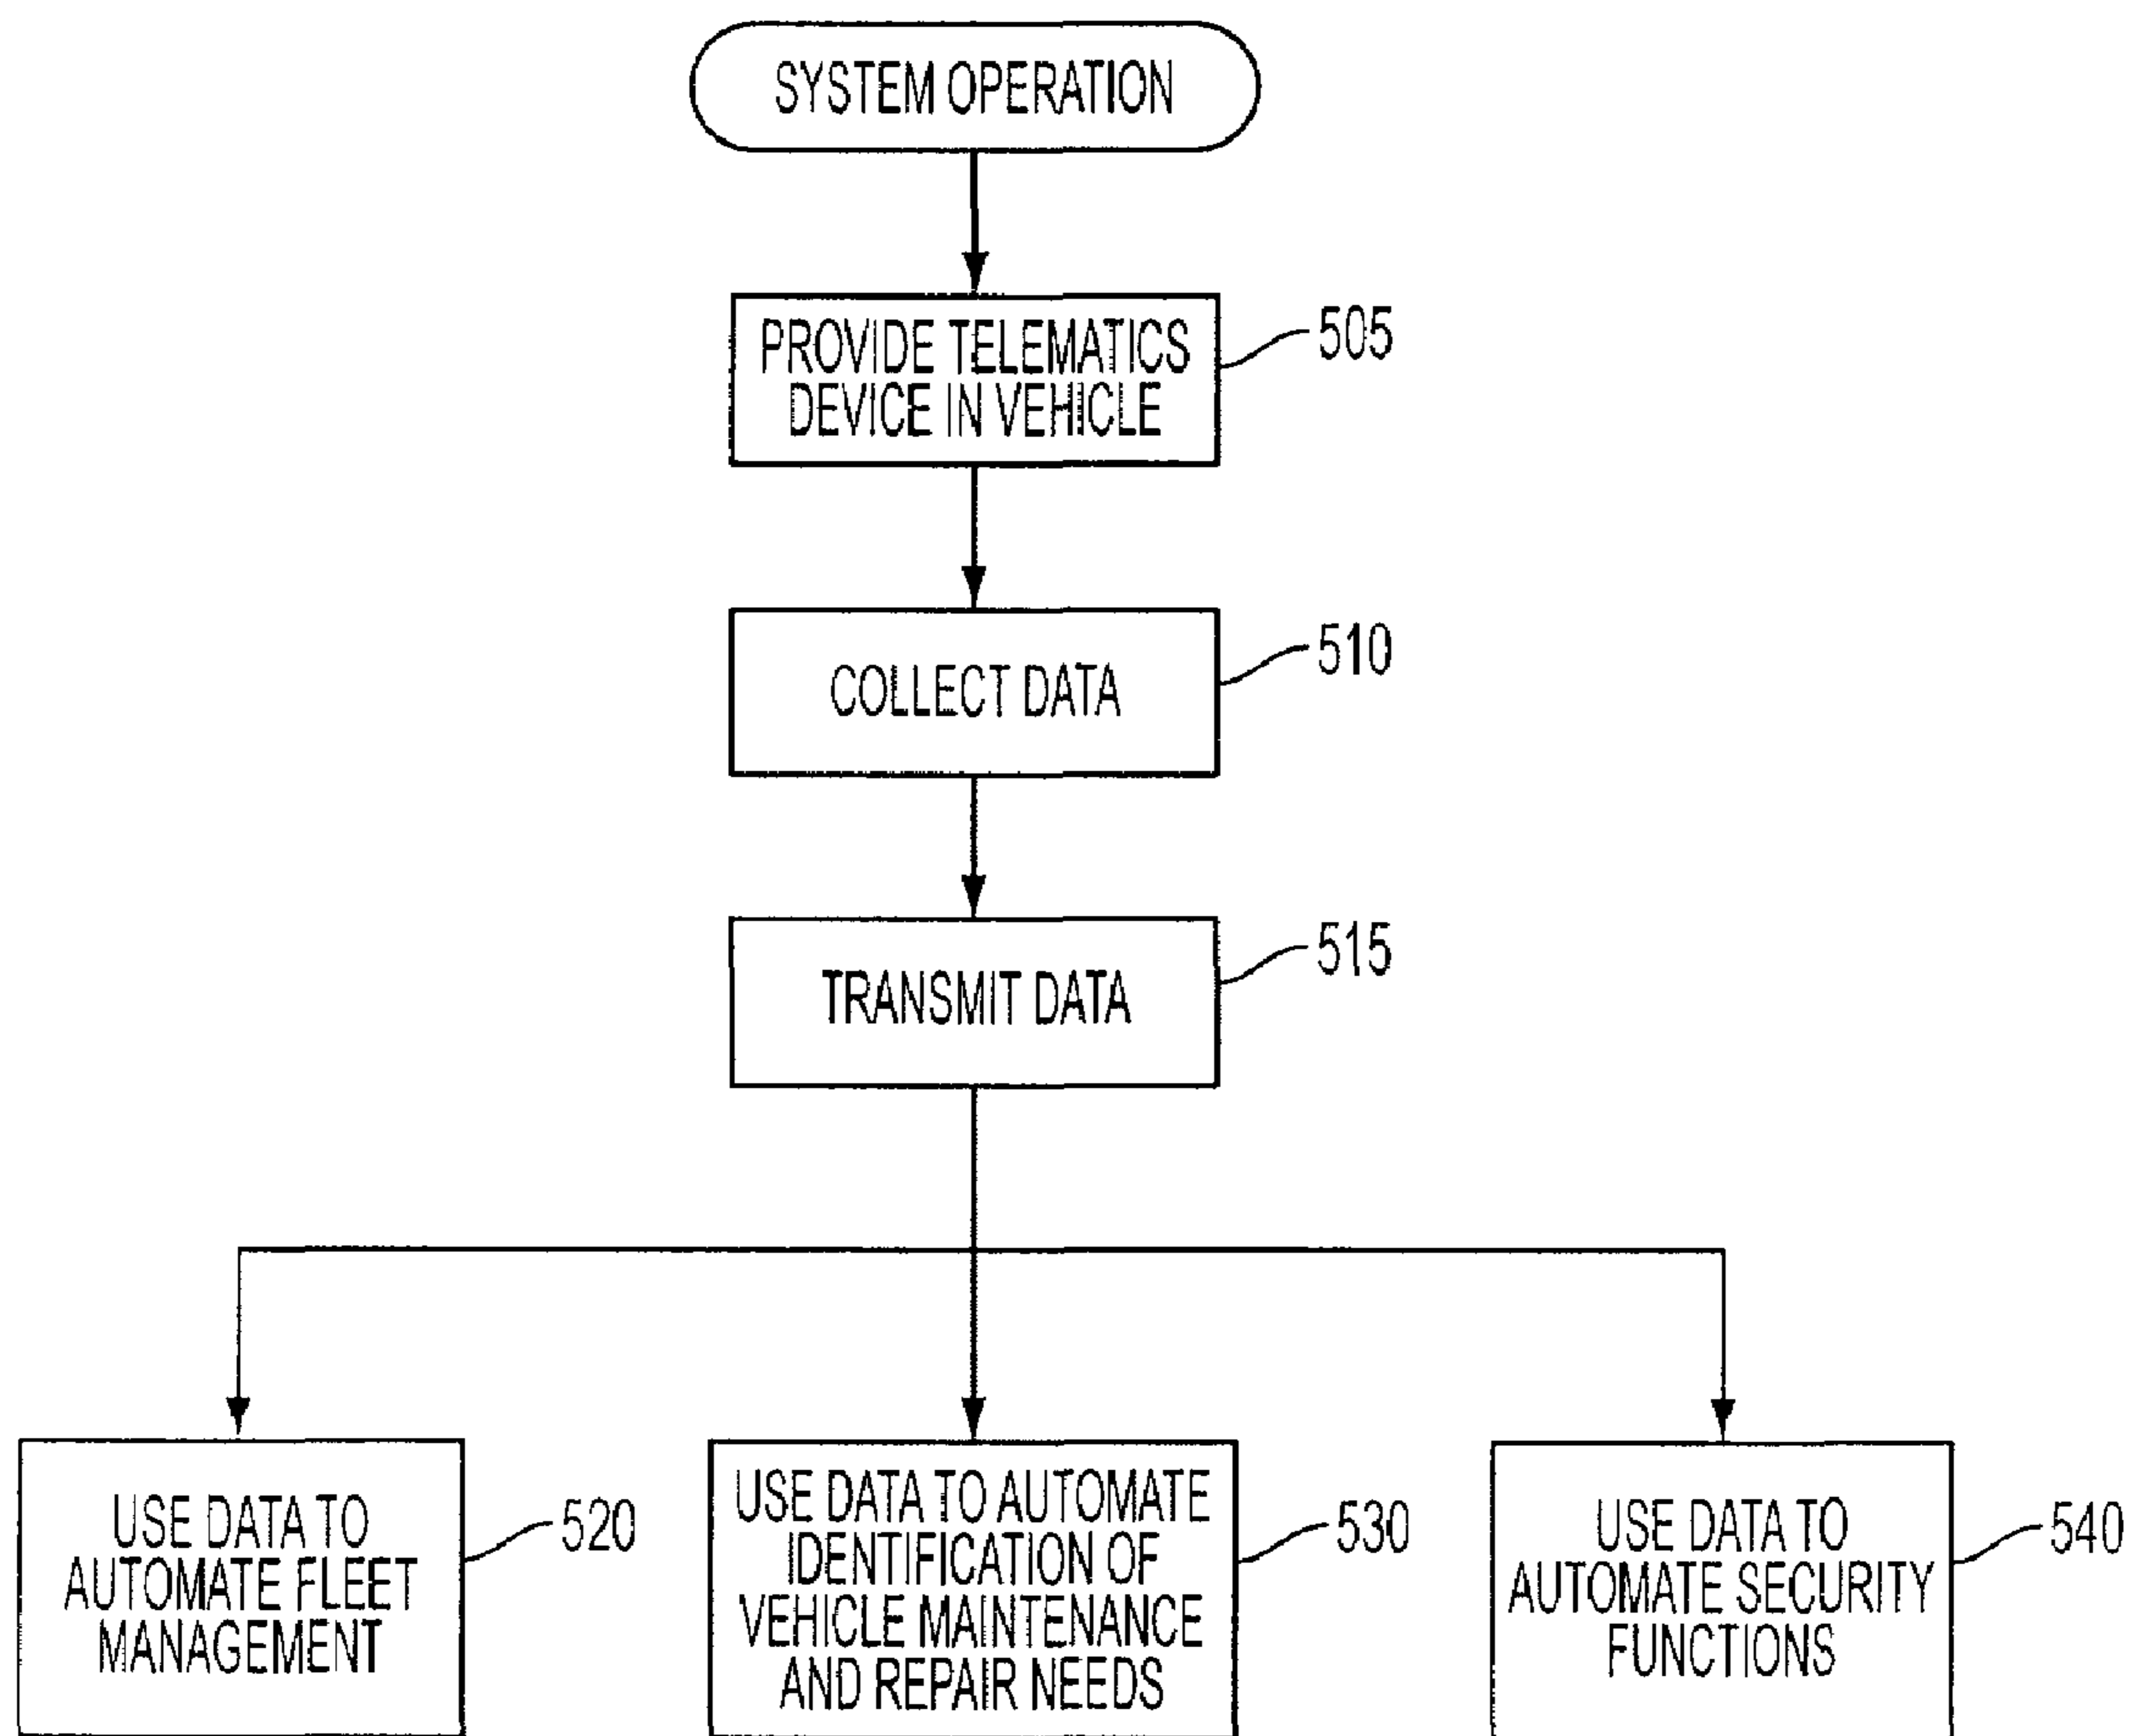 SYSTEM OPERATION
PROVIDE TELEMATICS
DEVICE IN VEHICLE
505
COLLECT DATA
510
TRANSMIT DATA
515
USE DATA TO
AUTOMATE FLEET
MANAGEMENT
520
USE DATA TO AUTOMATE
IDENTIFICATION OF
VEHICLE MAINTENANCE
AND REPAIR NEEDS
530
USE DATA TO
AUTOMATE SECURITY
FUNCTIONS
540